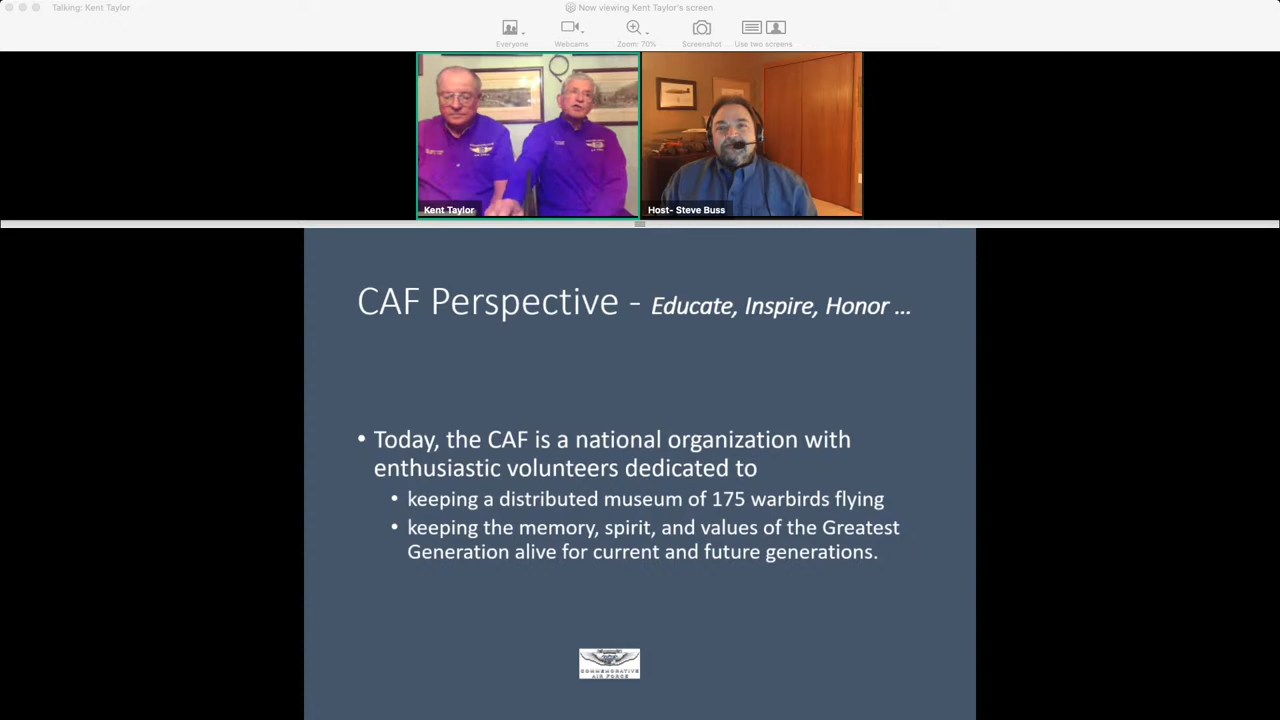 Talking: Kent Taylor
Now viewing Kent Taylor's screen
Everyone
Webcams
Zoom: 70%
Screenshot
Use two screens
Kent Taylor
Host- Steve Buss
CAF Perspective - Educate, Inspire, Honor ...
• Today, the CAF is a national organization with
enthusiastic volunteers dedicated to
• keeping a distributed museum of 175 warbirds flying
• keeping the memory, spirit, and values of the Greatest
Generation alive for current and future generations.
COMMEMORATIVE
AIR FORCE